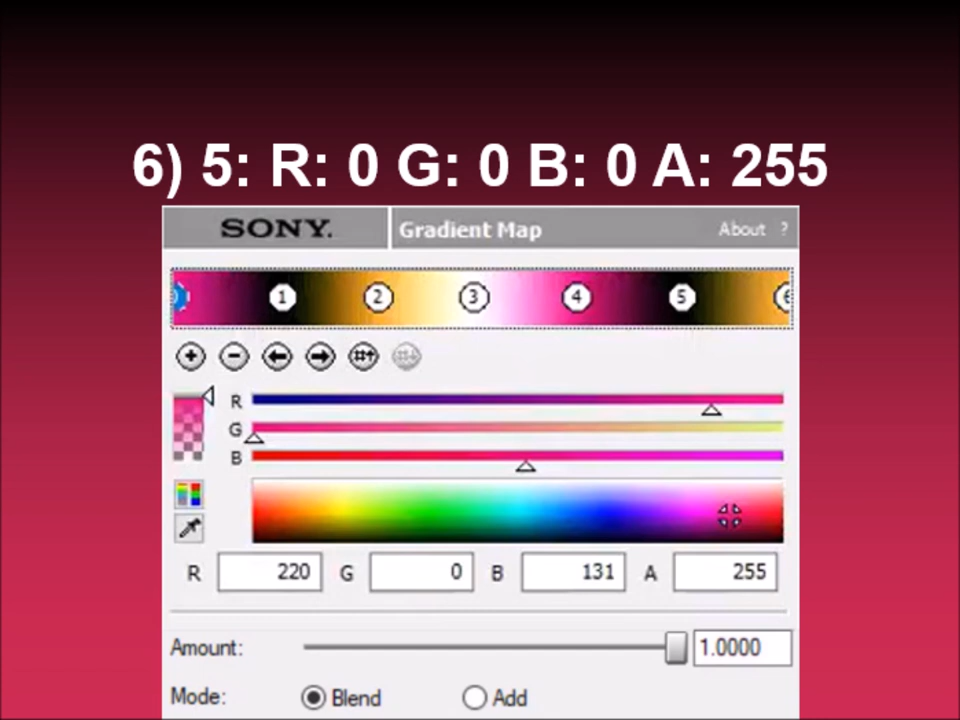 6) 5: R: 0 G: 0 B: 0 A: 255
SONY. Gradient Map About ?
1 2 3 4 5 6
R
G
B
R 220 G 0 B 131 A 255
Amount: 1.0000
Mode: Blend Add